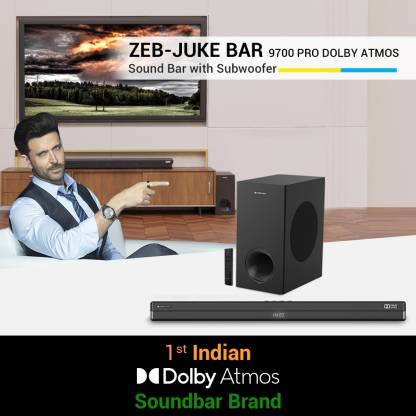 ZEB-JUKE BAR 9700 PRO DOLBY ATMOS
Sound Bar with Subwoofer
1st Indian
Dolby Atmos
Soundbar Brand